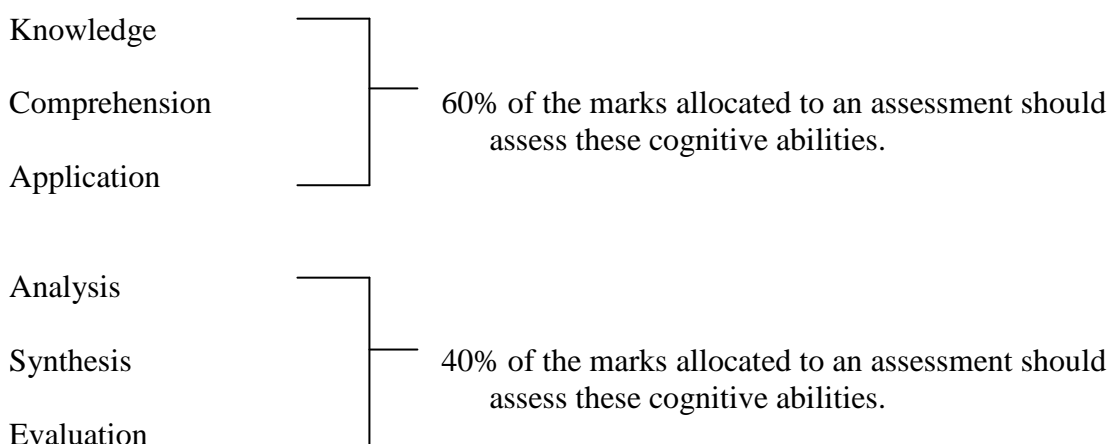 Knowledge
Comprehension
60% of the marks allocated to an assessment should
assess these cognitive abilities.
Application
Analysis
Synthesis
40% of the marks allocated to an assessment should
assess these cognitive abilities.
Evaluation